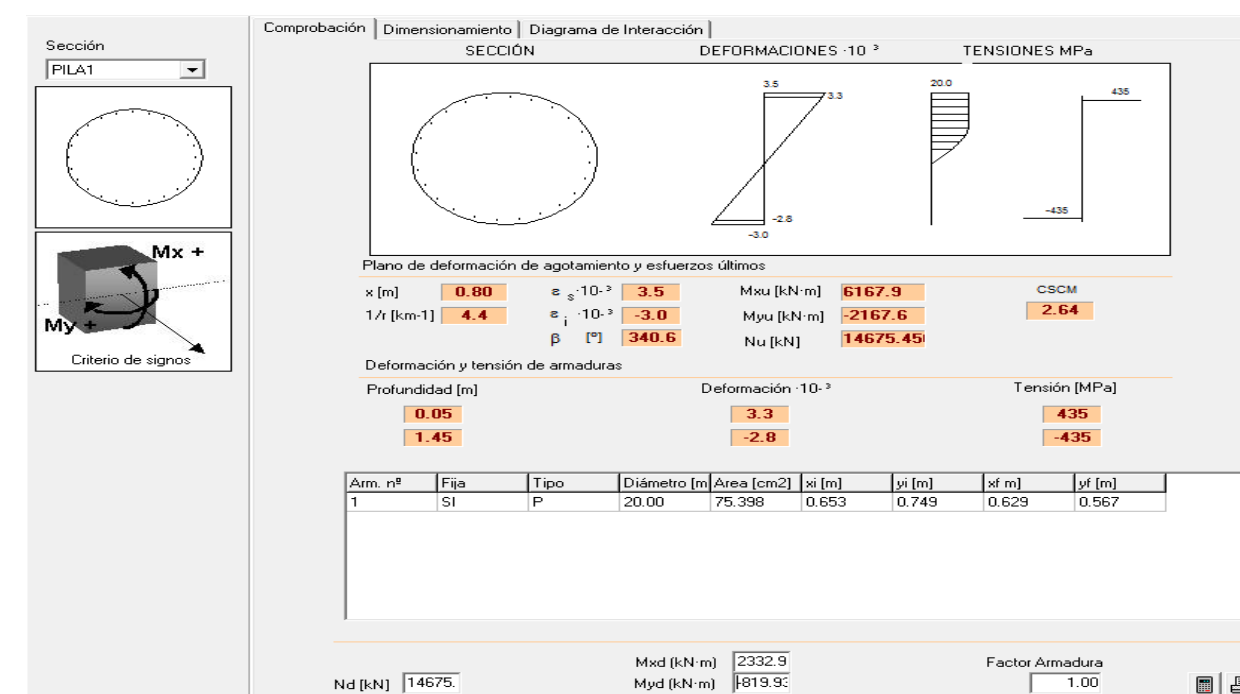 Comprobación Dimensionamiento Diagrama de Interacción
Sección
PILA1
SECCIÓN DEFORMACIONES ·10 ³ TENSIONES MPa
3.5 3.3 20.0 435
-2.8 -3.0 -435
Mx +
My +
Criterio de signos
Plano de deformación de agotamiento y esfuerzos últimos
x [m] 0.80 ε s ·10- ³ 3.5 Mxu [kN·m] 6167.9 CSCM
1/r [km-1] 4.4 ε i ·10- ³ -3.0 Myu [kN·m] -2167.6 2.64
β [º] 340.6 Nu [kN] 14675.45
Deformación y tensión de armaduras
Profundidad [m] Deformación ·10- ³ Tensión [MPa]
0.05 3.3 435
1.45 -2.8 -435
Arm. nº Fija Tipo Diámetro [m Area [cm2] xi [m] yi [m] xf m] yf [m]
1 SI P 20.00 75.398 0.653 0.749 0.629 0.567
Mxd (kN·m) 2332.9 Factor Armadura
Nd [kN] 14675. Myd (kN·m) -819.93 1.00